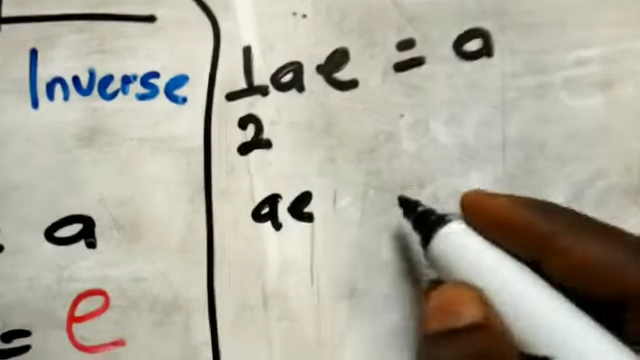 Inverse
a
= e
1/2 ae = a
ae